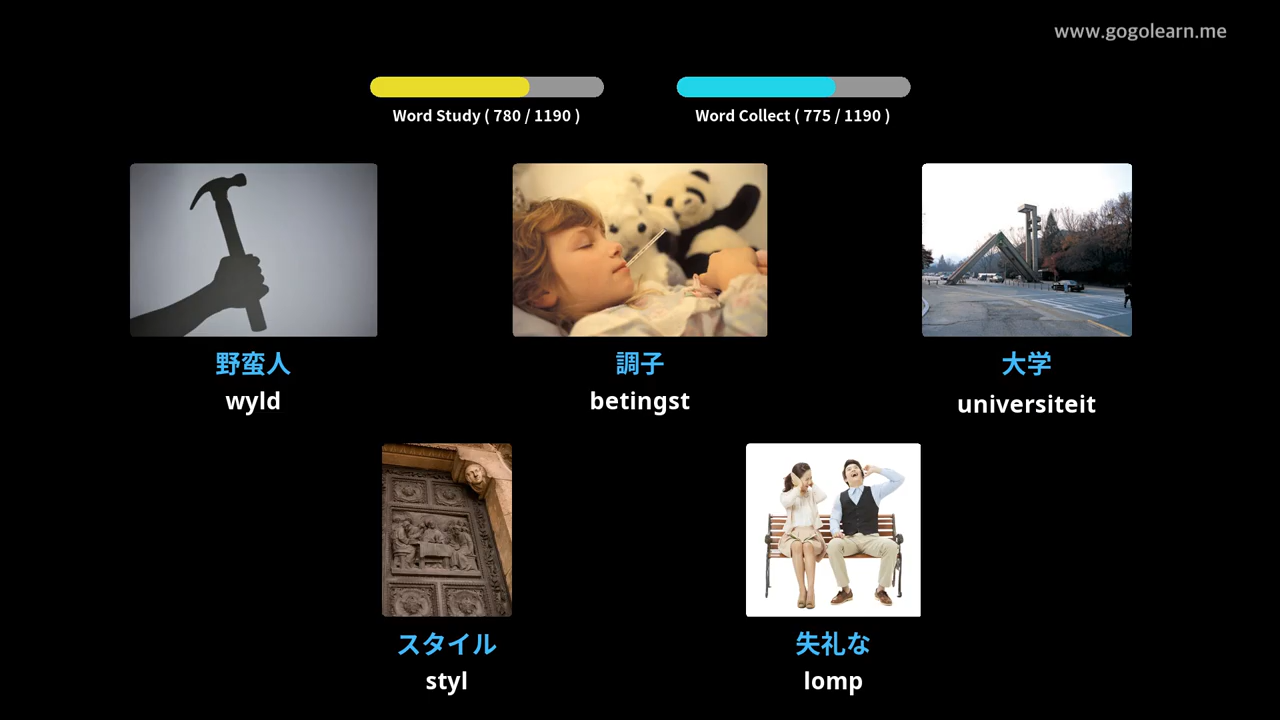 www.gogolearn.me
Word Study ( 780 / 1190 )
Word Collect ( 775 / 1190 )
野蛮人
wyld
調子
betingst
大学
universiteit
スタイル
styl
失礼な
lomp